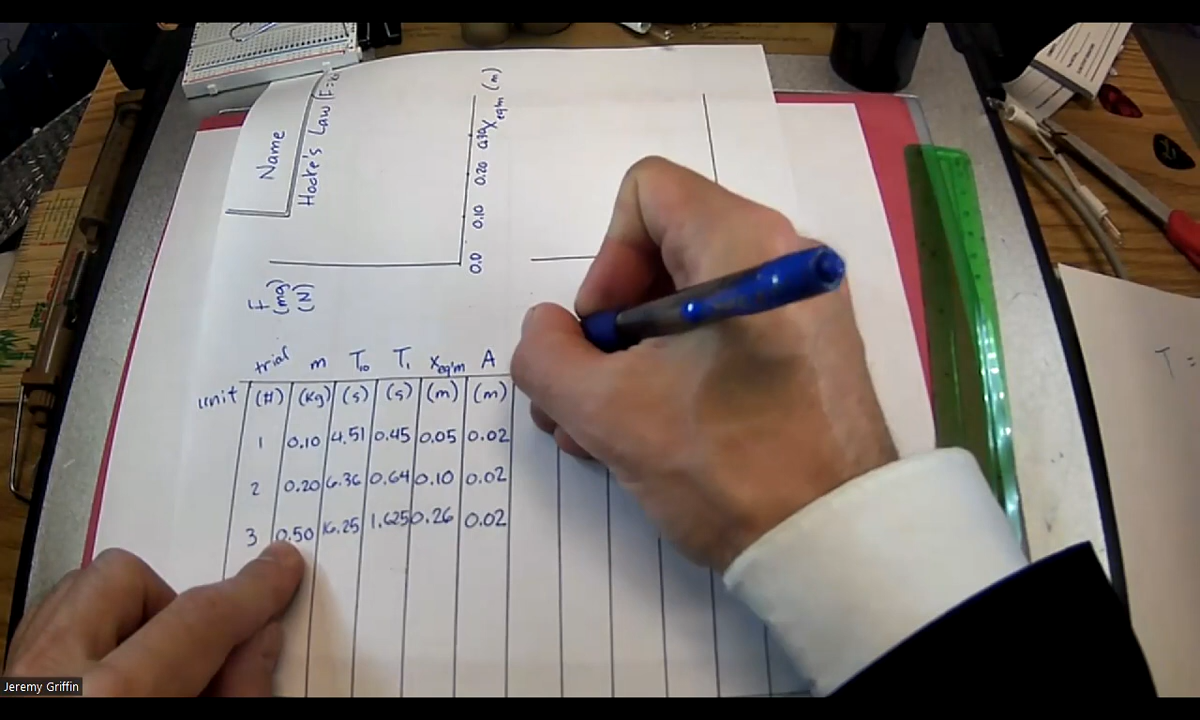 Name
Hooke's Law
F
(mg)
(N)
0.0 0.10 0.20 Xeq'm (m)
trial m T10 T1 Xeq'm A
unit (#) (Kg) (s) (s) (m) (m)
1 0.10 4.51 0.45 0.05 0.02
2 0.20 6.36 0.64 0.10 0.02
3 0.50 16.25 1.625 0.26 0.02
T =
Jeremy Griffin